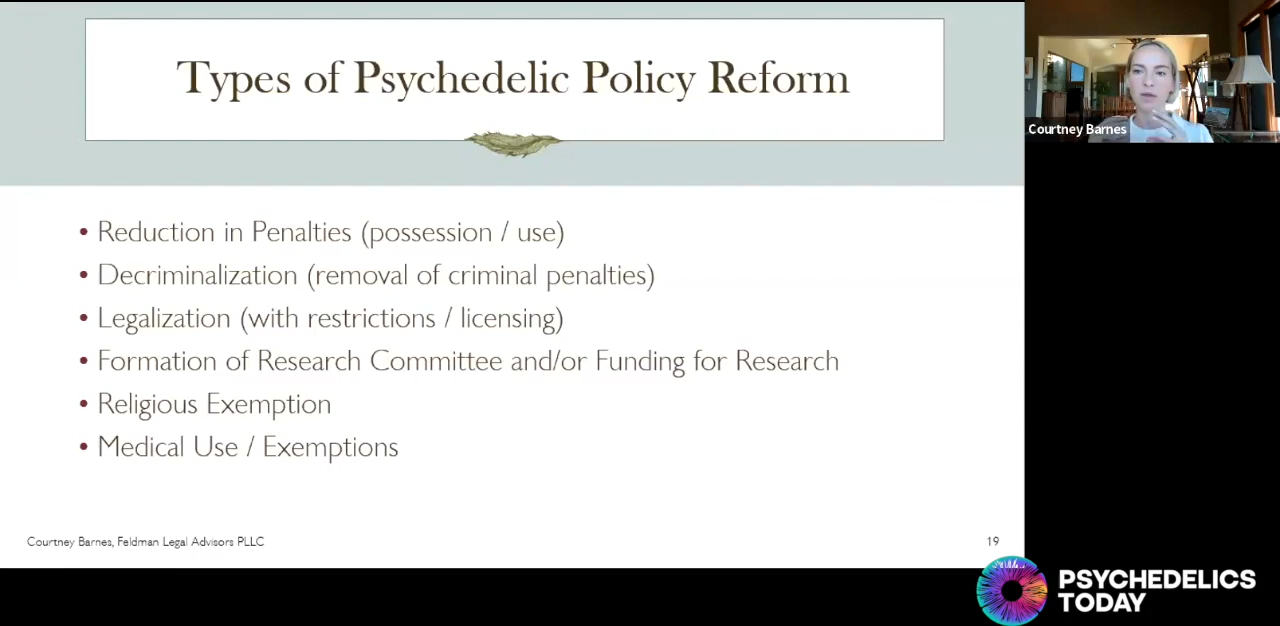 Types of Psychedelic Policy Reform
Courtney Barnes
• Reduction in Penalties (possession / use)
• Decriminalization (removal of criminal penalties)
• Legalization (with restrictions / licensing)
• Formation of Research Committee and/or Funding for Research
• Religious Exemption
• Medical Use / Exemptions
Courtney Barnes, Feldman Legal Advisors PLLC
19
PSYCHEDELICS
TODAY